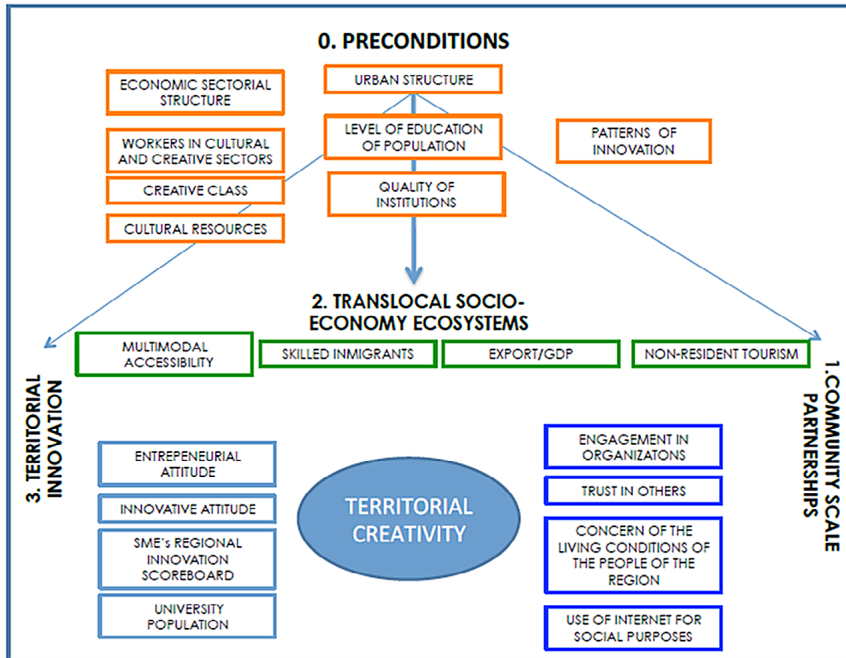 0. PRECONDITIONS
ECONOMIC SECTORIAL
STRUCTURE
URBAN STRUCTURE
WORKERS IN CULTURAL
AND CREATIVE SECTORS
LEVEL OF EDUCATION
OF POPULATION
PATTERNS OF
INNOVATION
CREATIVE CLASS
QUALITY OF
INSTITUTIONS
CULTURAL RESOURCES
2. TRANSLOCAL SOCIO-
ECONOMY ECOSYSTEMS
MULTIMODAL
ACCESSIBILITY
SKILLED INMIGRANTS
EXPORT/GDP
NON-RESIDENT TOURISM
3. TERRITORIAL
INNOVATION
1.COMMUNITY SCALE
PARTNERSHIPS
ENTREPENEURIAL
ATTITUDE
INNOVATIVE ATTITUDE
SME's REGIONAL
INNOVATION
SCOREBOARD
UNIVERSITY
POPULATION
TERRITORIAL
CREATIVITY
ENGAGEMENT IN
ORGANIZATONS
TRUST IN OTHERS
CONCERN OF THE
LIVING CONDITIONS OF
THE PEOPLE OF THE
REGION
USE OF INTERNET FOR
SOCIAL PURPOSES